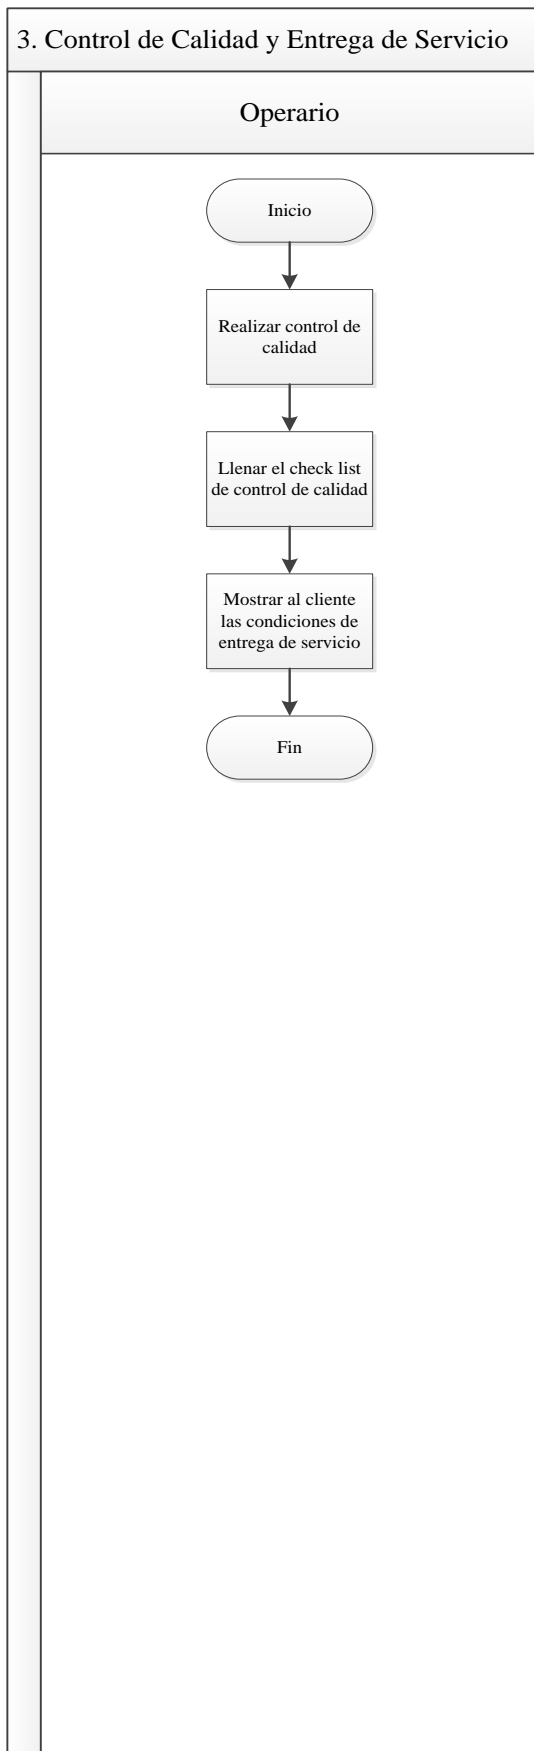 3. Control de Calidad y Entrega de Servicio
Operario
Inicio
Realizar control de
calidad
Llenar el check list
de control de calidad
Mostrar al cliente
las condiciones de
entrega de servicio
Fin